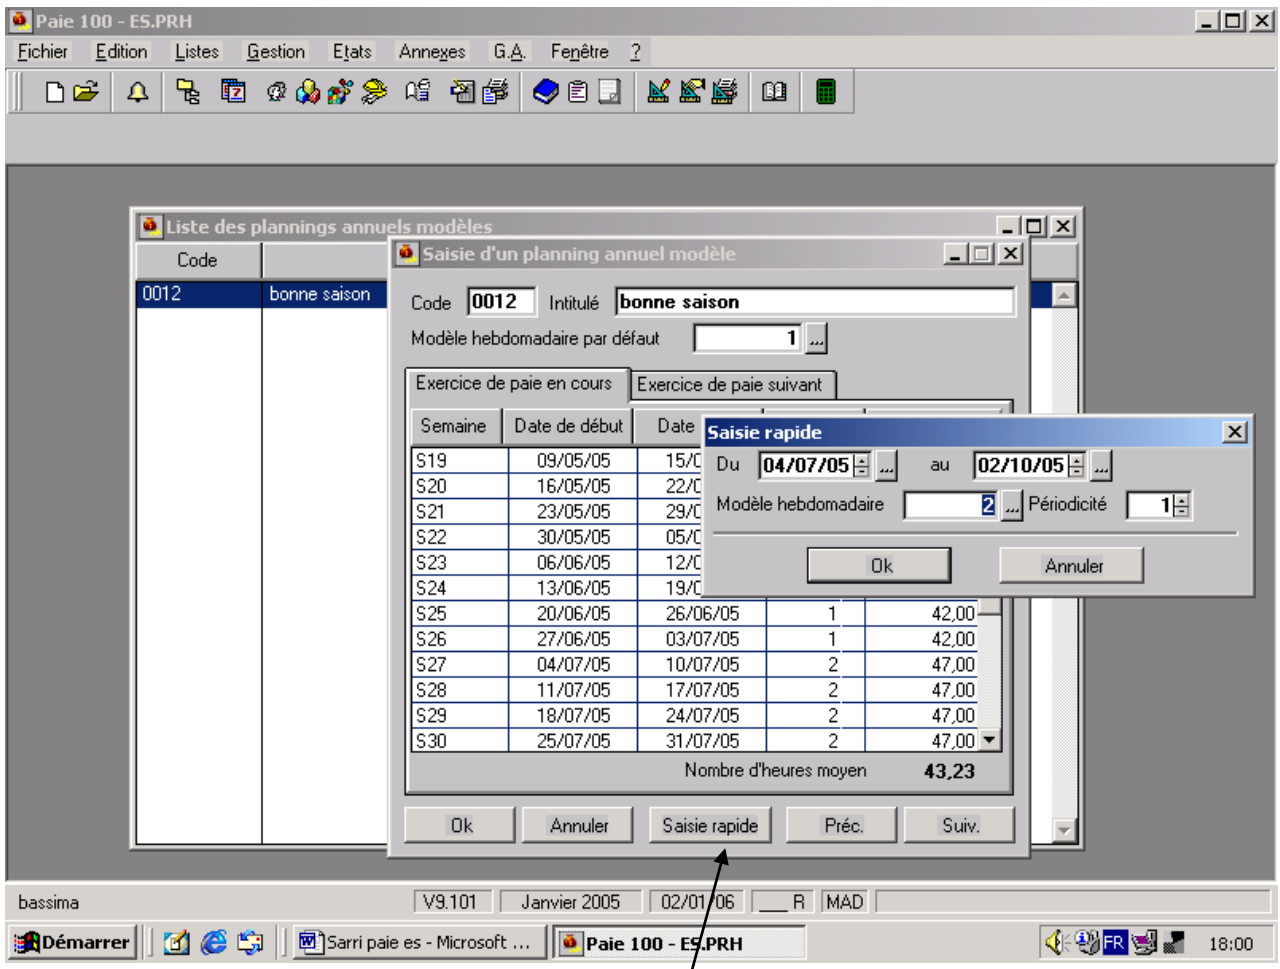 Paie 100 - ES.PRH
Fichier Edition Listes Gestion Etats Annexes G.A. Fenêtre ?
Liste des plannings annuels modèles
Code
0012 bonne saison
Saisie d'un planning annuel modèle
Code 0012 Intitulé bonne saison
Modèle hebdomadaire par défaut 1 ...
Exercice de paie en cours Exercice de paie suivant
Semaine Date de début Date
S19 09/05/05 15/0
S20 16/05/05 22/0
S21 23/05/05 29/0
S22 30/05/05 05/0
S23 06/06/05 12/0
S24 13/06/05 19/0
S25 20/06/05 26/06/05 1 42,00
S26 27/06/05 03/07/05 1 42,00
S27 04/07/05 10/07/05 2 47,00
S28 11/07/05 17/07/05 2 47,00
S29 18/07/05 24/07/05 2 47,00
S30 25/07/05 31/07/05 2 47,00
Nombre d'heures moyen 43,23
Ok Annuler Saisie rapide Préc. Suiv.
Saisie rapide
Du 04/07/05 ... au 02/10/05 ...
Modèle hebdomadaire 2 ... Périodicité 1
Ok Annuler
bassima V9.101 Janvier 2005 02/01/06 ___ R MAD
Démarrer Sarri paie es - Microsoft ... Paie 100 - ES.PRH FR 18:00